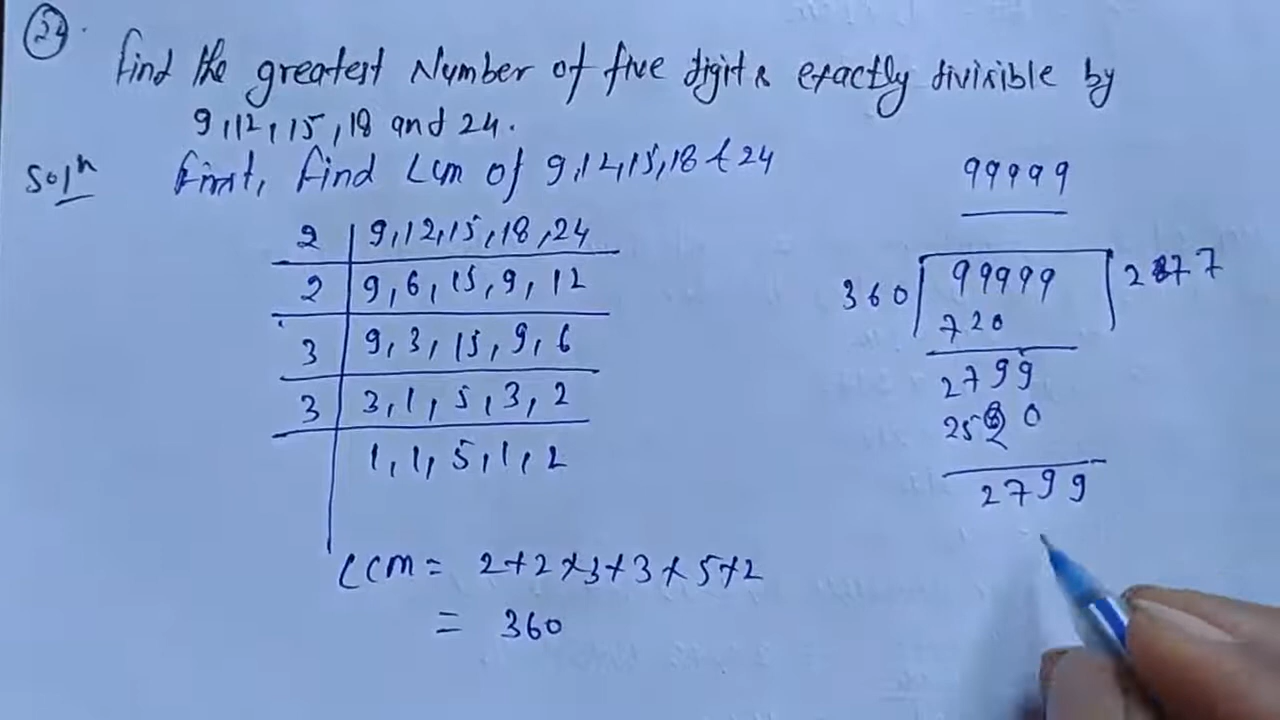 24.
Find the greatest Number of five digits exactly divisible by
9,12,15,18 and 24.
Solⁿ First, find LCM of 9,12,15,18 & 24
2 | 9,12,15,18,24
2 | 9,6,15,9,12
3 | 9,3,15,9,6
3 | 3,1,5,3,2
1,1,5,1,2
LCM = 2×2×3×3×5×2
= 360
99999
360 | 99999 | 277
720
2799
2520
2799